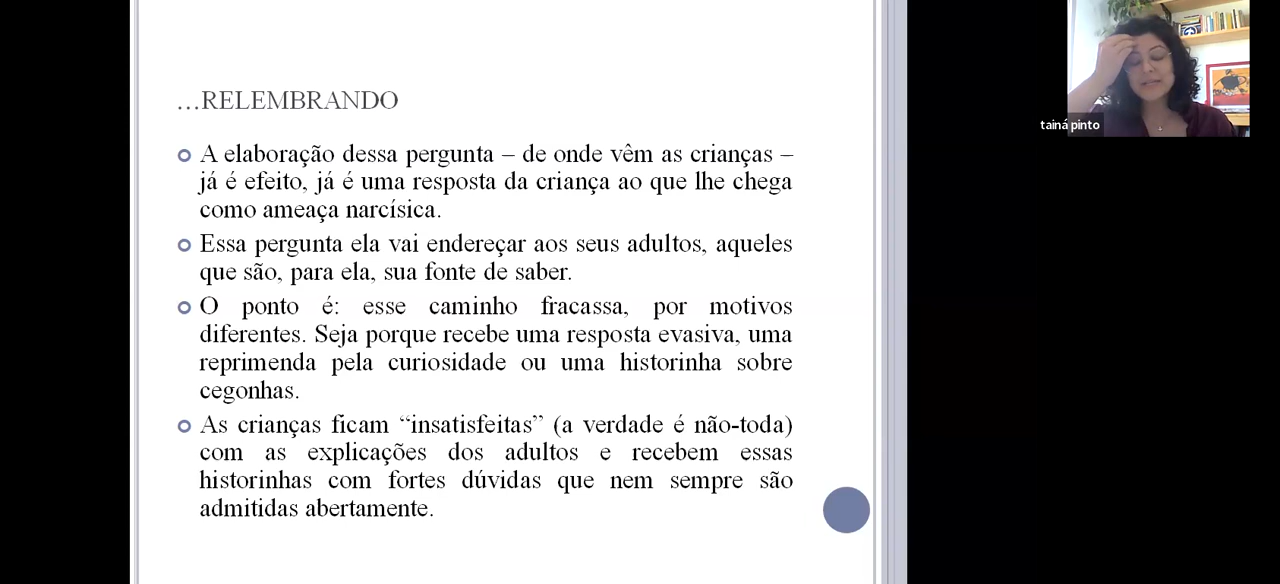 ...RELEMBRANDO
A elaboração dessa pergunta – de onde vêm as crianças –
já é efeito, já é uma resposta da criança ao que lhe chega
como ameaça narcísica.
Essa pergunta ela vai endereçar aos seus adultos, aqueles
que são, para ela, sua fonte de saber.
O ponto é: esse caminho fracassa, por motivos
diferentes. Seja porque recebe uma resposta evasiva, uma
reprimenda pela curiosidade ou uma historinha sobre
cegonhas.
As crianças ficam “insatisfeitas” (a verdade é não-toda)
com as explicações dos adultos e recebem essas
historinhas com fortes dúvidas que nem sempre são
admitidas abertamente.
tainá pinto